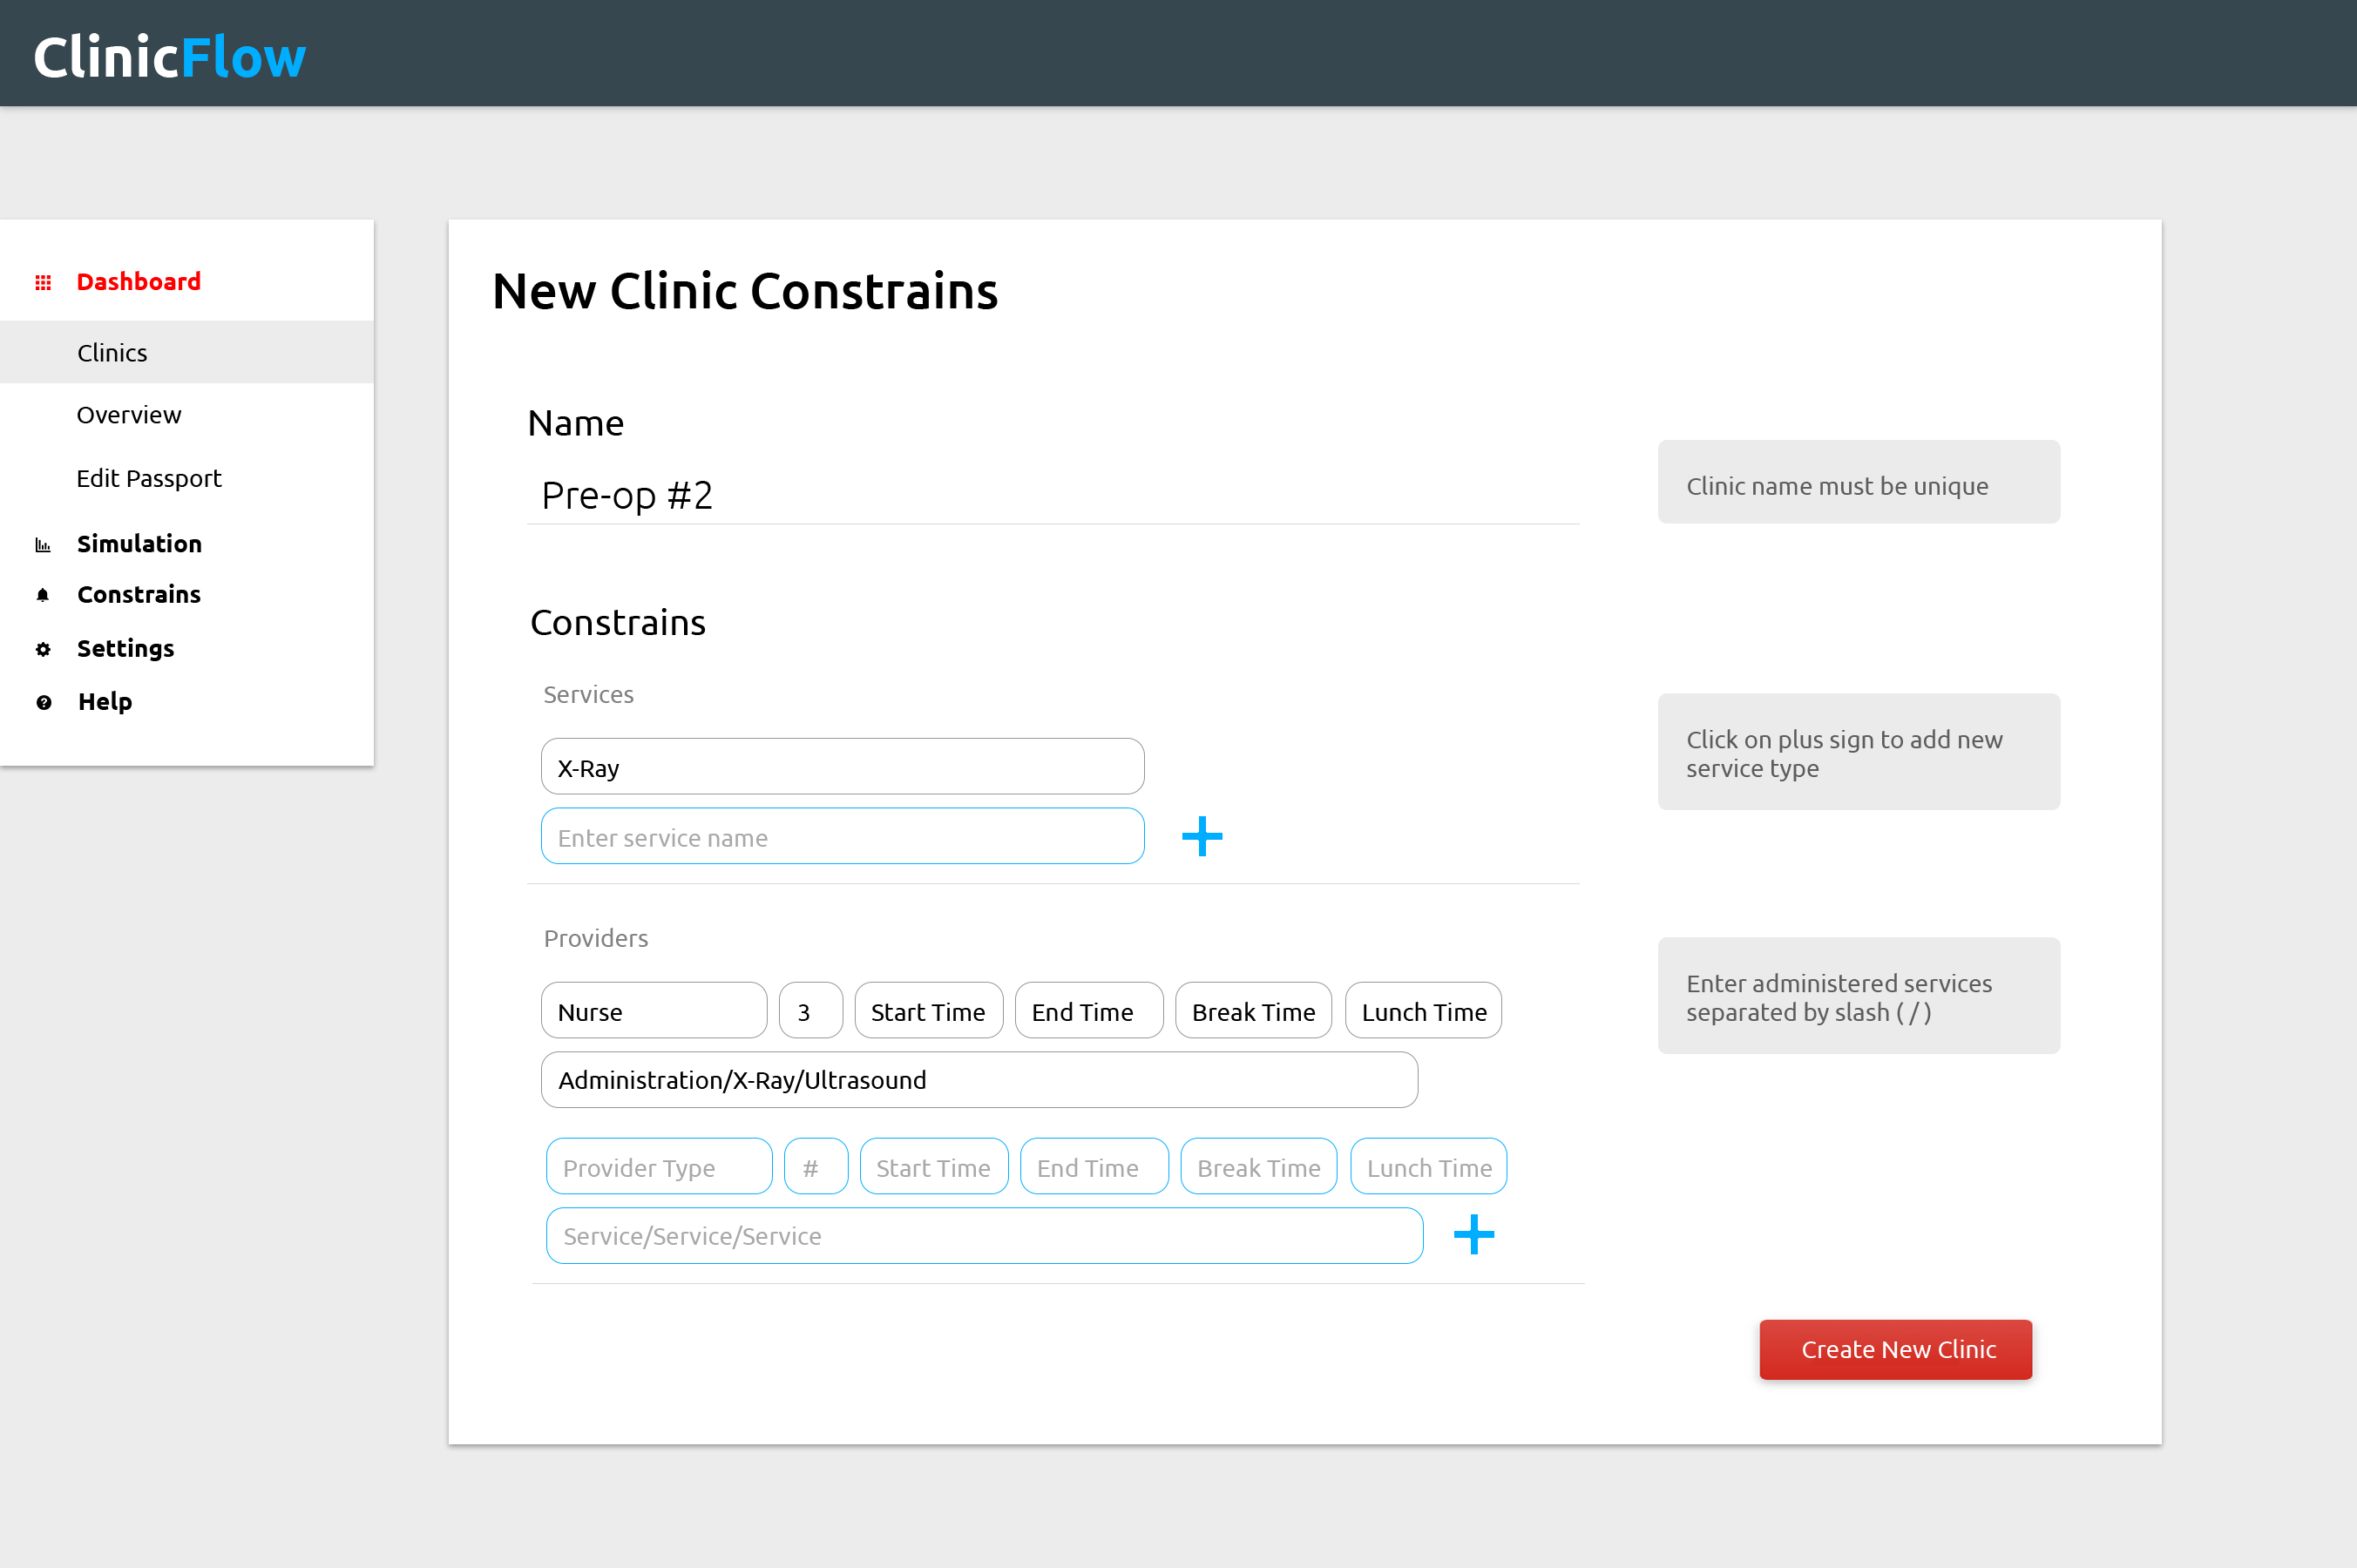 ClinicFlow
Dashboard
Clinics
Overview
Edit Passport
Simulation
Constrains
Settings
Help
New Clinic Constrains
Name
Pre-op #2
Clinic name must be unique
Constrains
Services
X-Ray
Enter service name
Click on plus sign to add new
service type
Providers
Nurse 3 Start Time End Time Break Time Lunch Time
Administration/X-Ray/Ultrasound
Enter administered services
separated by slash ( / )
Provider Type # Start Time End Time Break Time Lunch Time
Service/Service/Service
Create New Clinic